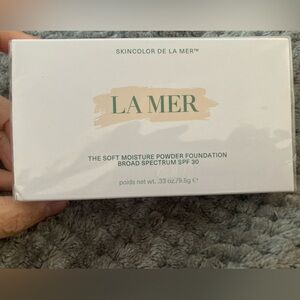 SKINCOLOR DE LA MER™
LA MER
THE SOFT MOISTURE POWDER FOUNDATION
BROAD SPECTRUM SPF 30
poids net wt. .33 oz./9.5g ℮